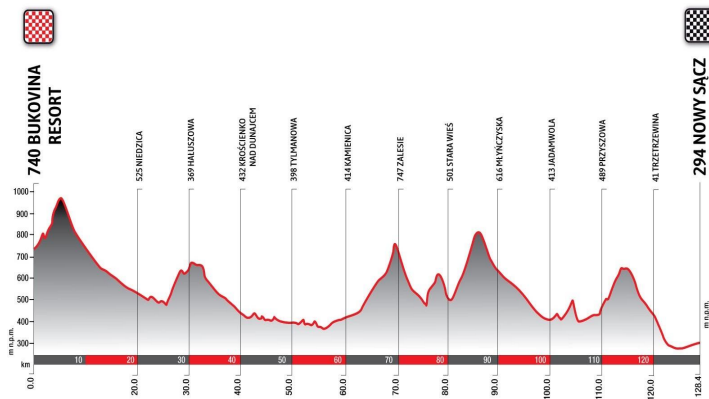 740 BUKOVINA
RESORT
525 NIEDZICA
369 HALUSZOWA
432 KROŚCIENKO
NAD DUNAJCEM
398 TYLMANOWA
414 KAMIENICA
747 ZALESIE
501 STARA WIEŚ
616 MŁYŃCZYSKA
413 JADAMWOLA
489 PRZYSZOWA
41 TRZETRZEWINA
294 NOWY SĄCZ
1000
900
800
700
600
500
400
300
m n.p.m.
m n.p.m.
km
10 20 30 40 50 60 70 80 90 100 110 120
0.0 20.0 30.0 40.0 50.0 60.0 70.0 80.0 90.0 100.0 110.0 120.0 128.4